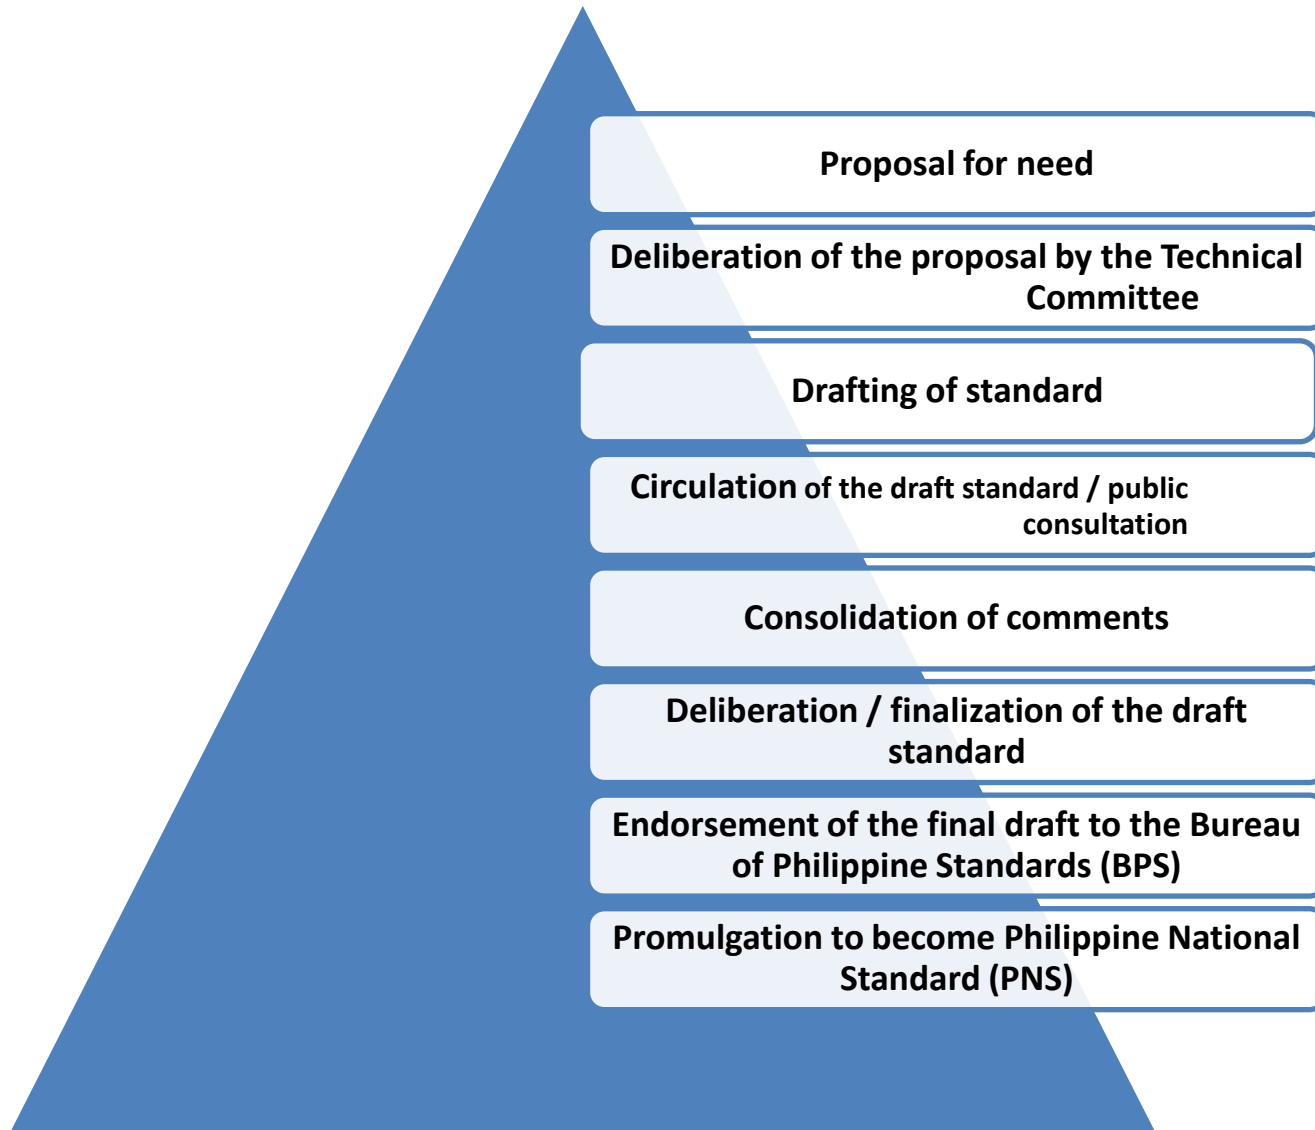 Proposal for need
Deliberation of the proposal by the Technical
Committee
Drafting of standard
Circulation of the draft standard / public
consultation
Consolidation of comments
Deliberation / finalization of the draft
standard
Endorsement of the final draft to the Bureau
of Philippine Standards (BPS)
Promulgation to become Philippine National
Standard (PNS)